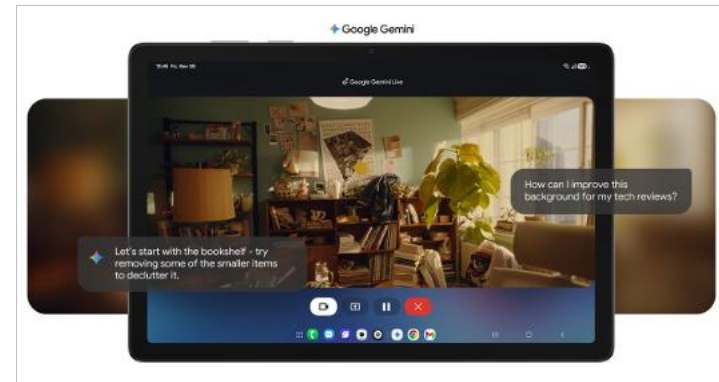 Google Gemini
Google Gemini Live
How can I improve this
background for my tech reviews?
Let's start with the bookshelf - try
removing some of the smaller items
to declutter it.